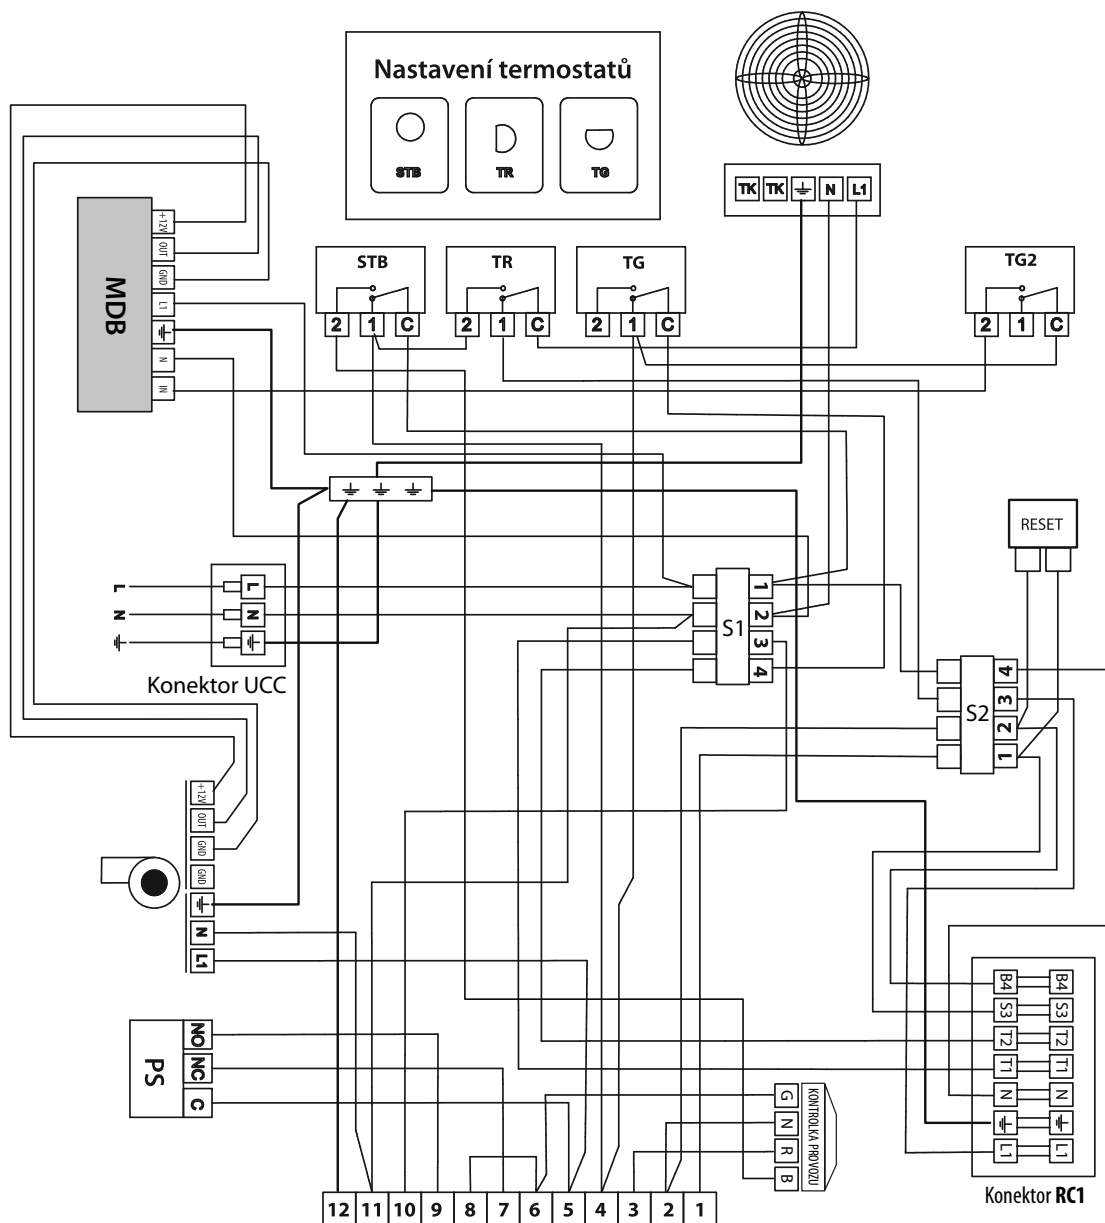 Nastavení termostatů
STB TR TG
TK TK N L1
STB TR TG TG2
2 1 C 2 1 C 2 1 C 2 1 C
MDB
+12V
OUT
GND
L1
N
IN
RESET
L L
N N
Konektor UCC
S1
1
2
3
4
S2
4
3
2
1
+12V
OUT
GND
GND
N
L1
PS
NO
NC
C
G
N
R
B
KONTROLKA PROVOZU
B4 B4
S3 S3
T2 T2
T1 T1
N N
L1 L1
Konektor RC1
12 11 10 9 8 7 6 5 4 3 2 1